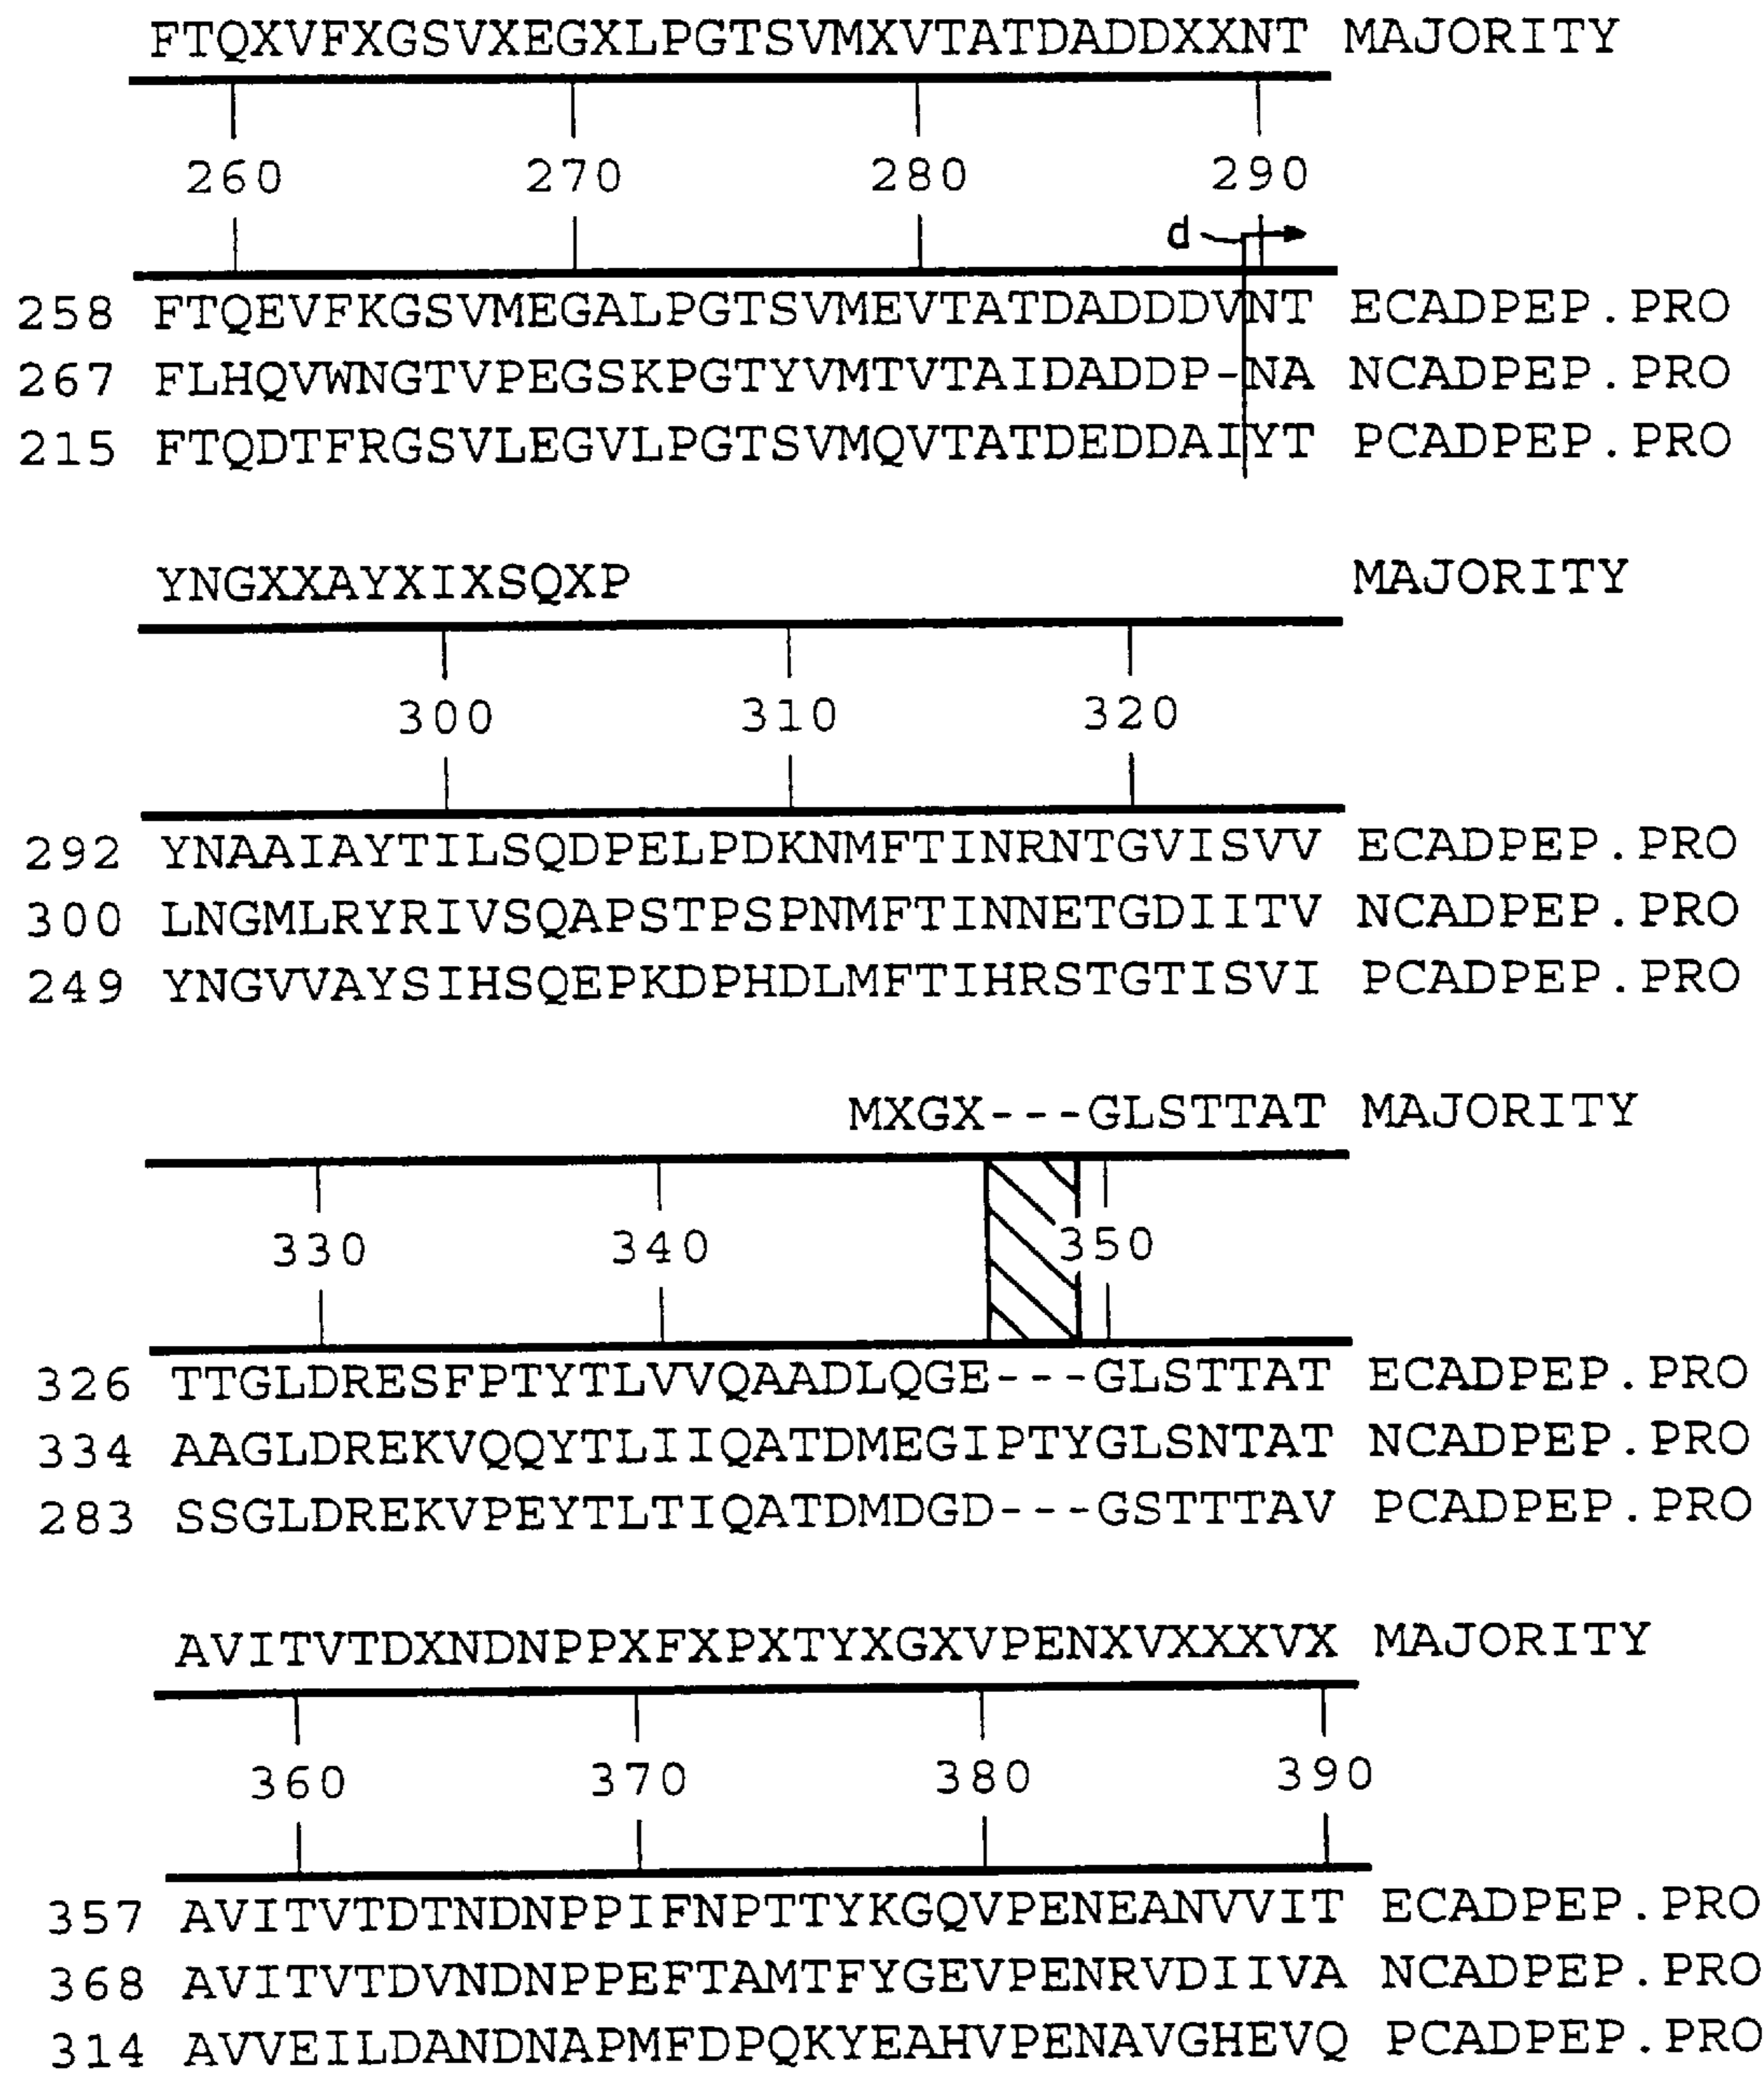 FTQXVFXGSVXEGXLPGTSVMXVTATDADDXXNT MAJORITY
260 270 280 290
d
258 FTQEVFKGSVMEGALPGTSVMEVTATDADDDVNT ECADPEP.PRO
267 FLHQVWNGTVPEGSKPGTYVMTVTAIDADDP-NA NCADPEP.PRO
215 FTQDTFRGSVLEGVLPGTSVMQVTATDEDDAIYT PCADPEP.PRO
YNGXXAYXIXSQXP MAJORITY
300 310 320
292 YNAAIAYTILSQDPELPDKNMFTINRNTGVISVV ECADPEP.PRO
300 LNGMLRYRIVSQAPSTPSPNMFTINNETGDIITV NCADPEP.PRO
249 YNGVVAYSIHSQEPKDPHDLMFTIHRSTGTISVI PCADPEP.PRO
MXGX---GLSTTAT MAJORITY
330 340 350
326 TTGLDRESFPTYTLVVQAADLQGE---GLSTTAT ECADPEP.PRO
334 AAGLDREKVQQYTLIIQATDMEGIPTYGLSNTAT NCADPEP.PRO
283 SSGLDREKVPEYTLTIQATDMDGD---GSTTTAV PCADPEP.PRO
AVITVTDXNDNPPXFXPXTYXGXVPENXVXXXVX MAJORITY
360 370 380 390
357 AVITVTDTNDNPPIFNPTTYKGQVPENEANVVIT ECADPEP.PRO
368 AVITVTDVNDNPPEFTAMTFYGEVPENRVDIIVA NCADPEP.PRO
314 AVVEILDANDNAPMFDPQKYEAHVPENAVGHEVQ PCADPEP.PRO